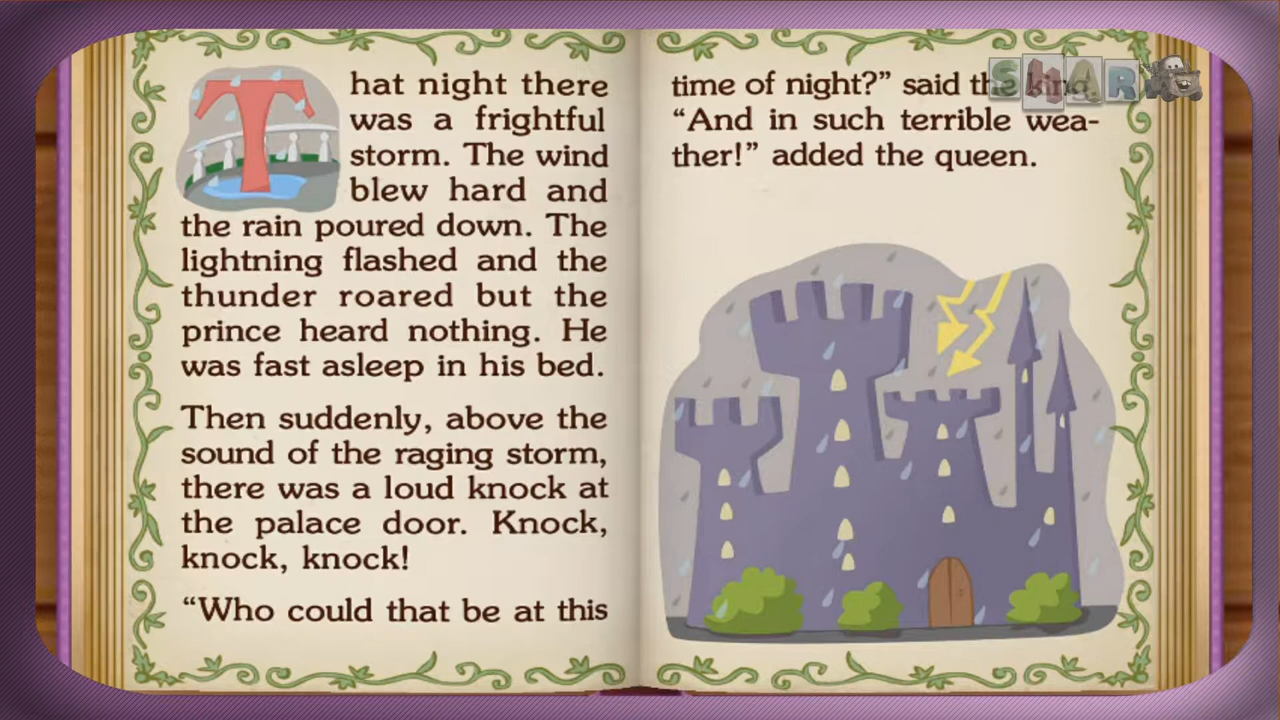 That night there
was a frightful
storm. The wind
blew hard and
the rain poured down. The
lightning flashed and the
thunder roared but the
prince heard nothing. He
was fast asleep in his bed.
Then suddenly, above the
sound of the raging storm,
there was a loud knock at
the palace door. Knock,
knock, knock!
“Who could that be at this
time of night?” said the
“And in such terrible wea-
ther!” added the queen.